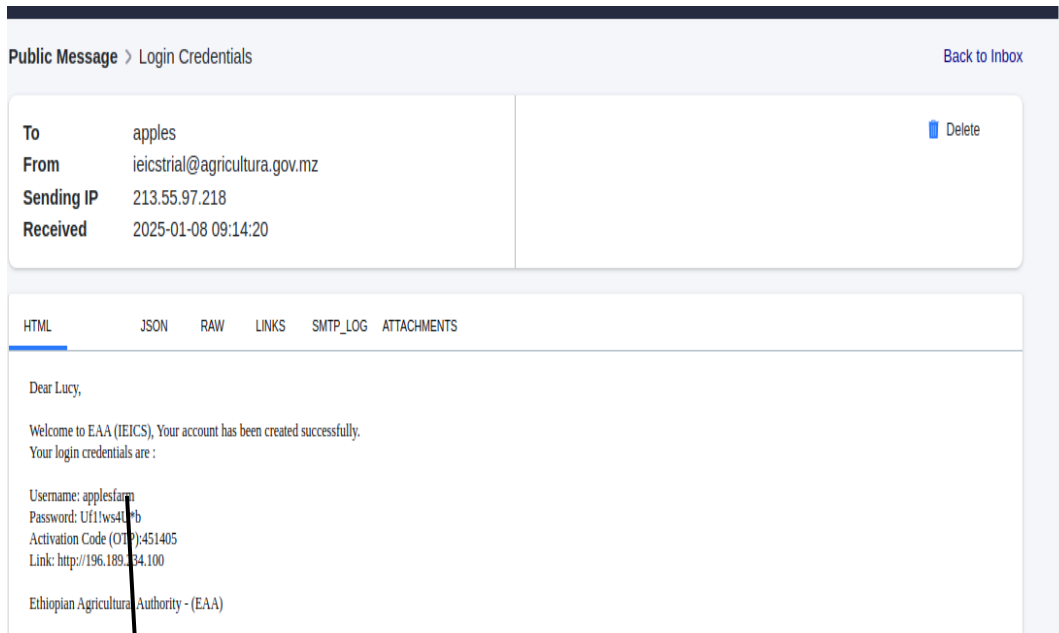 Public Message > Login Credentials
Back to Inbox
To apples
Delete
From ieicstrial@agricultura.gov.mz
Sending IP 213.55.97.218
Received 2025-01-08 09:14:20
HTML JSON RAW LINKS SMTP_LOG ATTACHMENTS
Dear Lucy,
Welcome to EAA (IEICS), Your account has been created successfully.
Your login credentials are :
Username: applesfarm
Password:
Activation Code (OTP):451405
Link:
Ethiopian Agricultural Authority - (EAA)